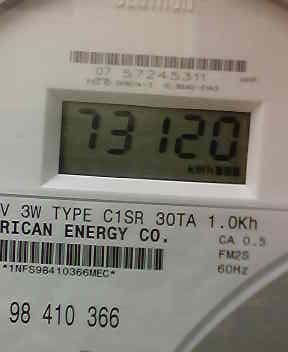 07 57245311
73120
kWh
V 3W TYPE C1SR 30TA 1.0Kh
RICAN ENERGY CO.
CA 0.5
FM2S
60Hz
*1NFS98410366MEC*
98 410 366